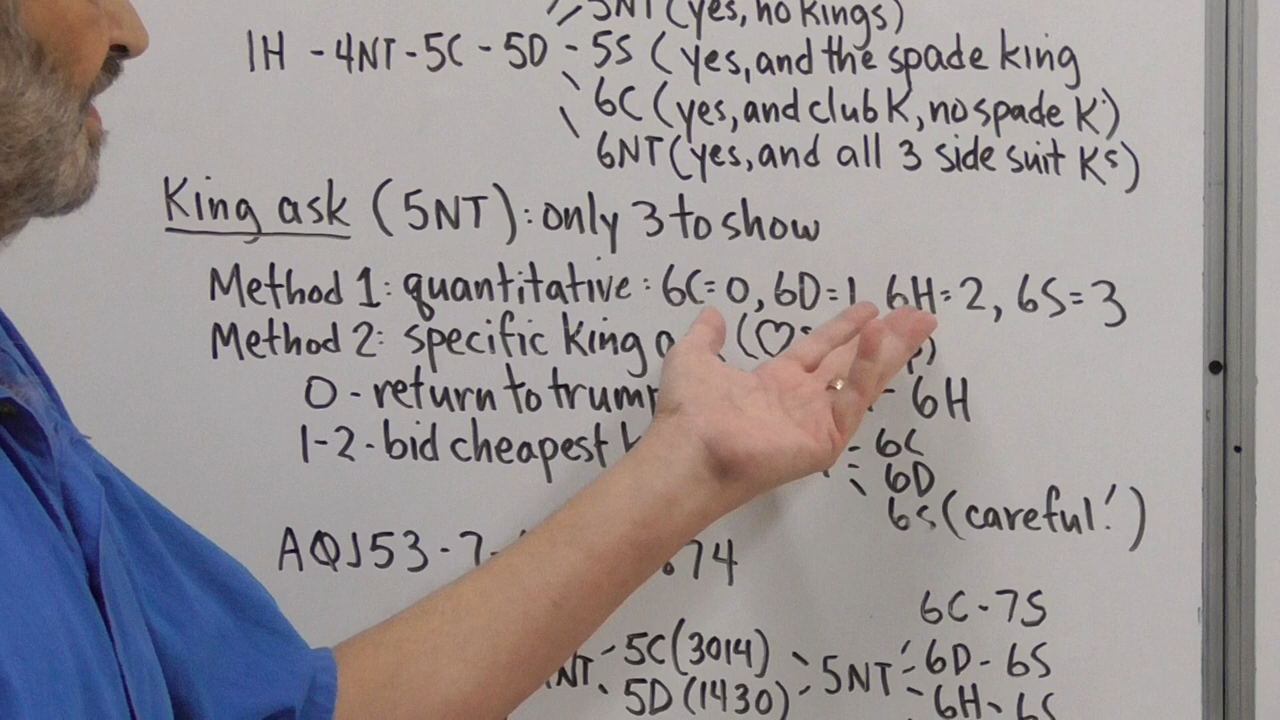 5NT (yes, no kings)
1H - 4NT - 5C - 5D - 5S (yes, and the spade king
6C (yes, and club K, no spade K)
6NT (yes, and all 3 side suit Ks)
King ask (5NT): only 3 to show
Method 1: quantitative: 6C=0, 6D=1, 6H=2, 6S=3
Method 2: specific king (♡
0 - return to trump - 6H
1-2 - bid cheapest - 6C
6D
6S (careful!)
AQJ53 - 7 - 74
6C - 7S
NT - 5C (3014) - 5NT - 6D - 6S
5D (1430) - 6H - 6S